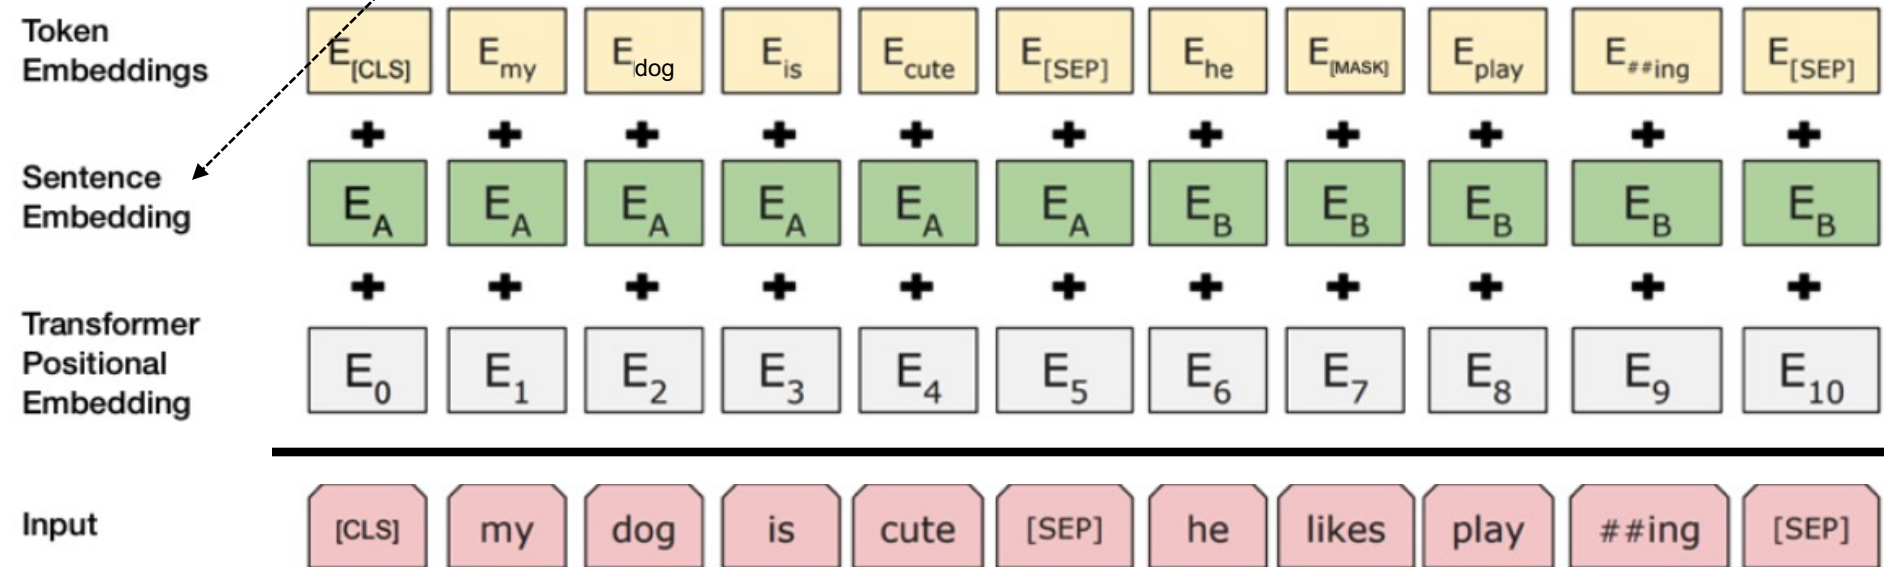 Token
Embeddings
E[CLS] Emy Edog Eis Ecute E[SEP] Ehe E[MASK] Eplay E##ing E[SEP]
Sentence
Embedding
EA EA EA EA EA EA EB EB EB EB EB
Transformer
Positional
Embedding
E0 E1 E2 E3 E4 E5 E6 E7 E8 E9 E10
Input
[CLS] my dog is cute [SEP] he likes play ##ing [SEP]